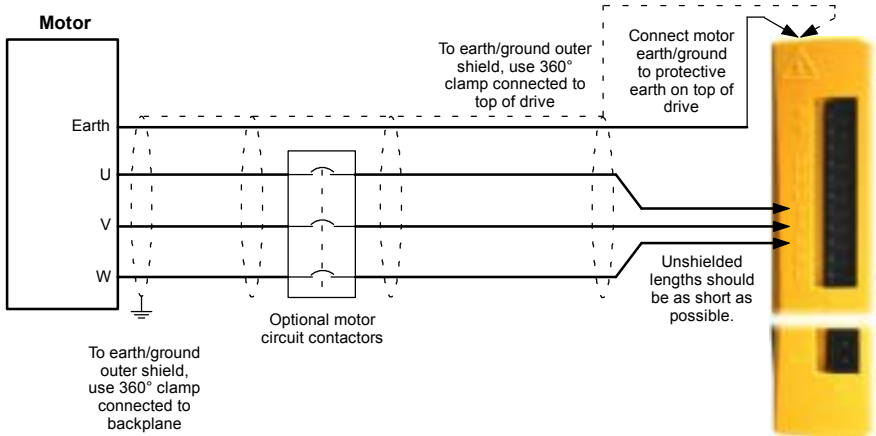 Motor
To earth/ground outer
shield, use 360°
clamp connected to
top of drive
Connect motor
earth/ground
to protective
earth on top of
drive
Earth
U
V
W
Optional motor
circuit contactors
Unshielded
lengths should
be as short as
possible.
To earth/ground
outer shield,
use 360° clamp
connected to
backplane